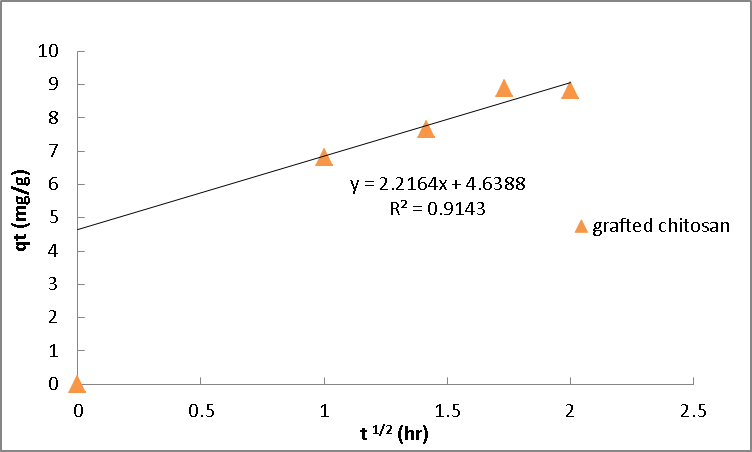 10
9
8
7
6
5
4
3
2
1
0
qt (mg/g)
y = 2.2164x + 4.6388
R² = 0.9143
grafted chitosan
0 0.5 1 1.5 2 2.5
t 1/2 (hr)